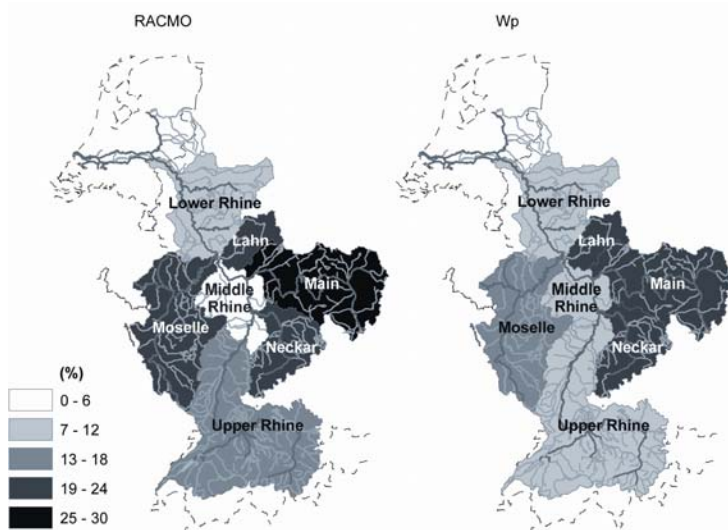 RACMO
Wp
Lower Rhine
Lahn
Main
Middle
Rhine
Moselle
Neckar
Upper Rhine
(%)
0 - 6
7 - 12
13 - 18
19 - 24
25 - 30
Lower Rhine
Lahn
Main
Middle
Rhine
Moselle
Neckar
Upper Rhine